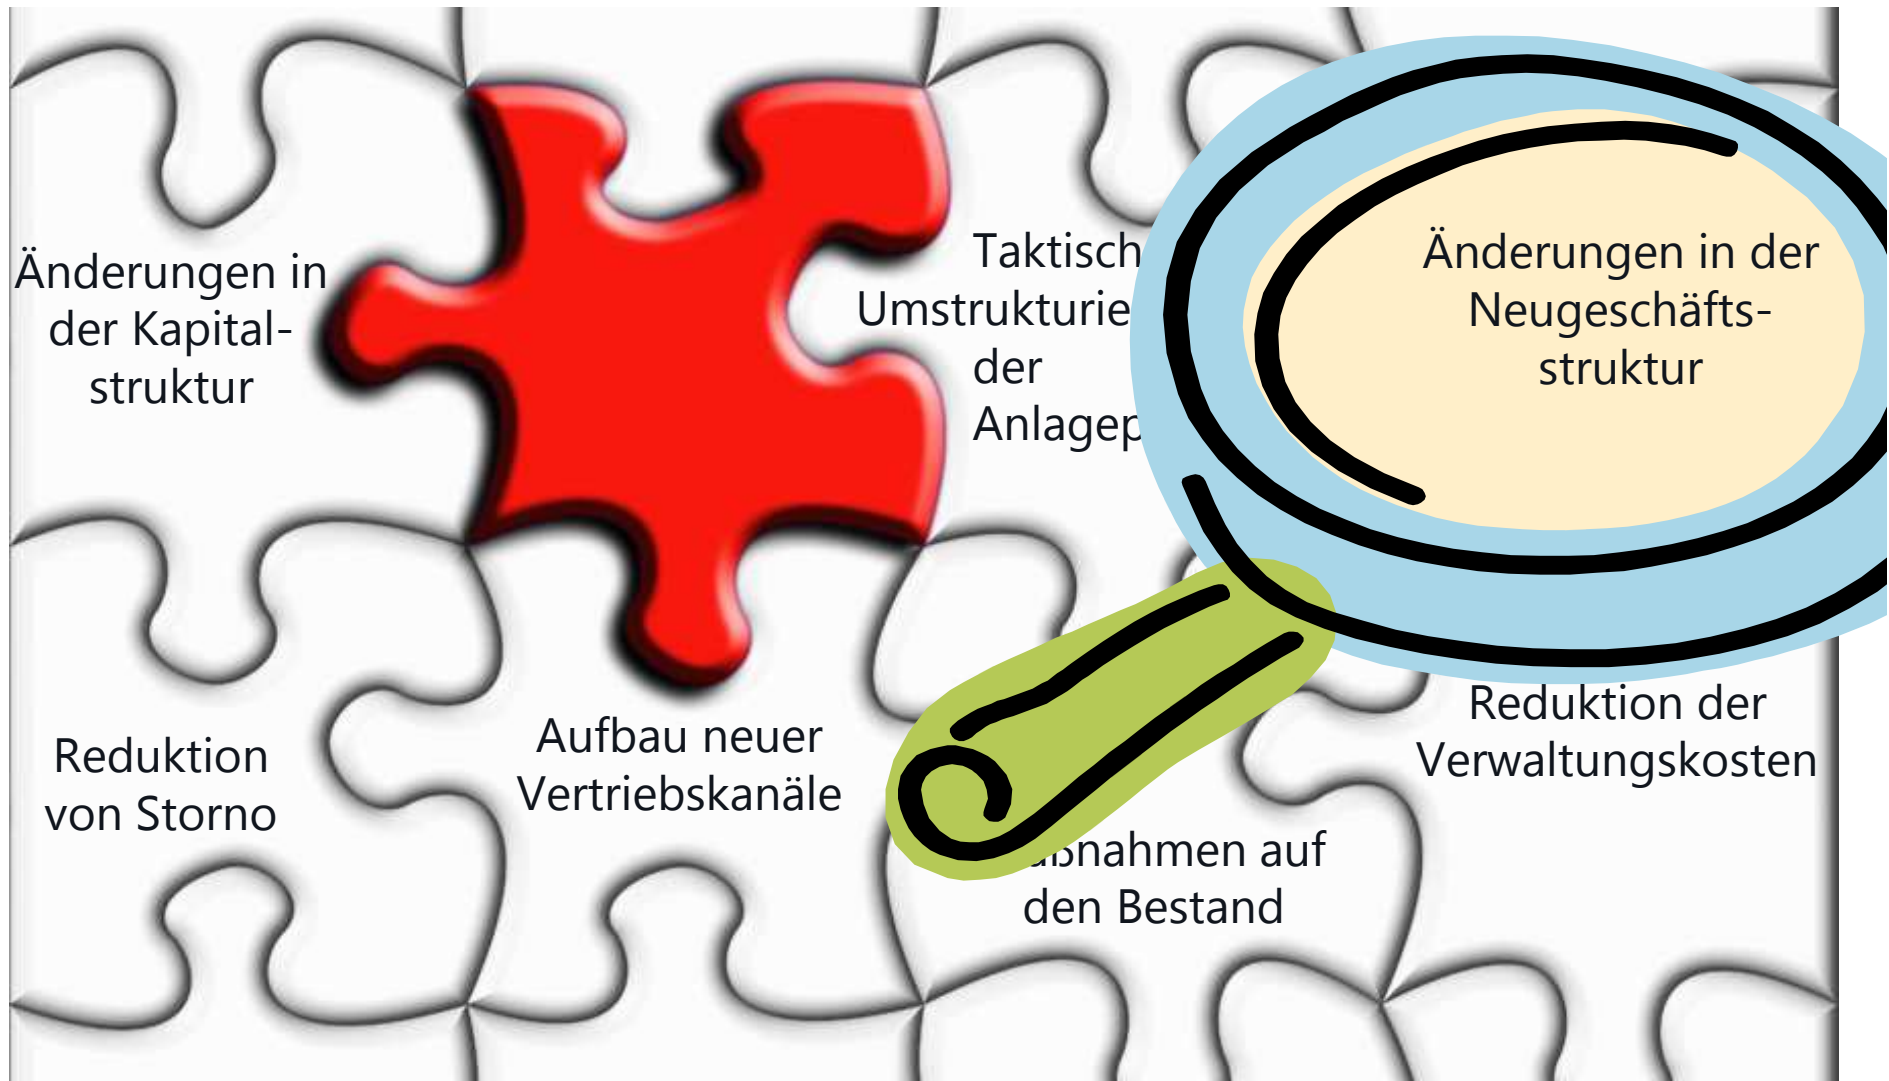 Änderungen in
der Kapital-
struktur
Taktisch
Umstrukturie
der
Anlagep
Änderungen in der
Neugeschäfts-
struktur
Reduktion
von Storno
Aufbau neuer
Vertriebskanäle
auf
den Bestand
Reduktion der
Verwaltungskosten